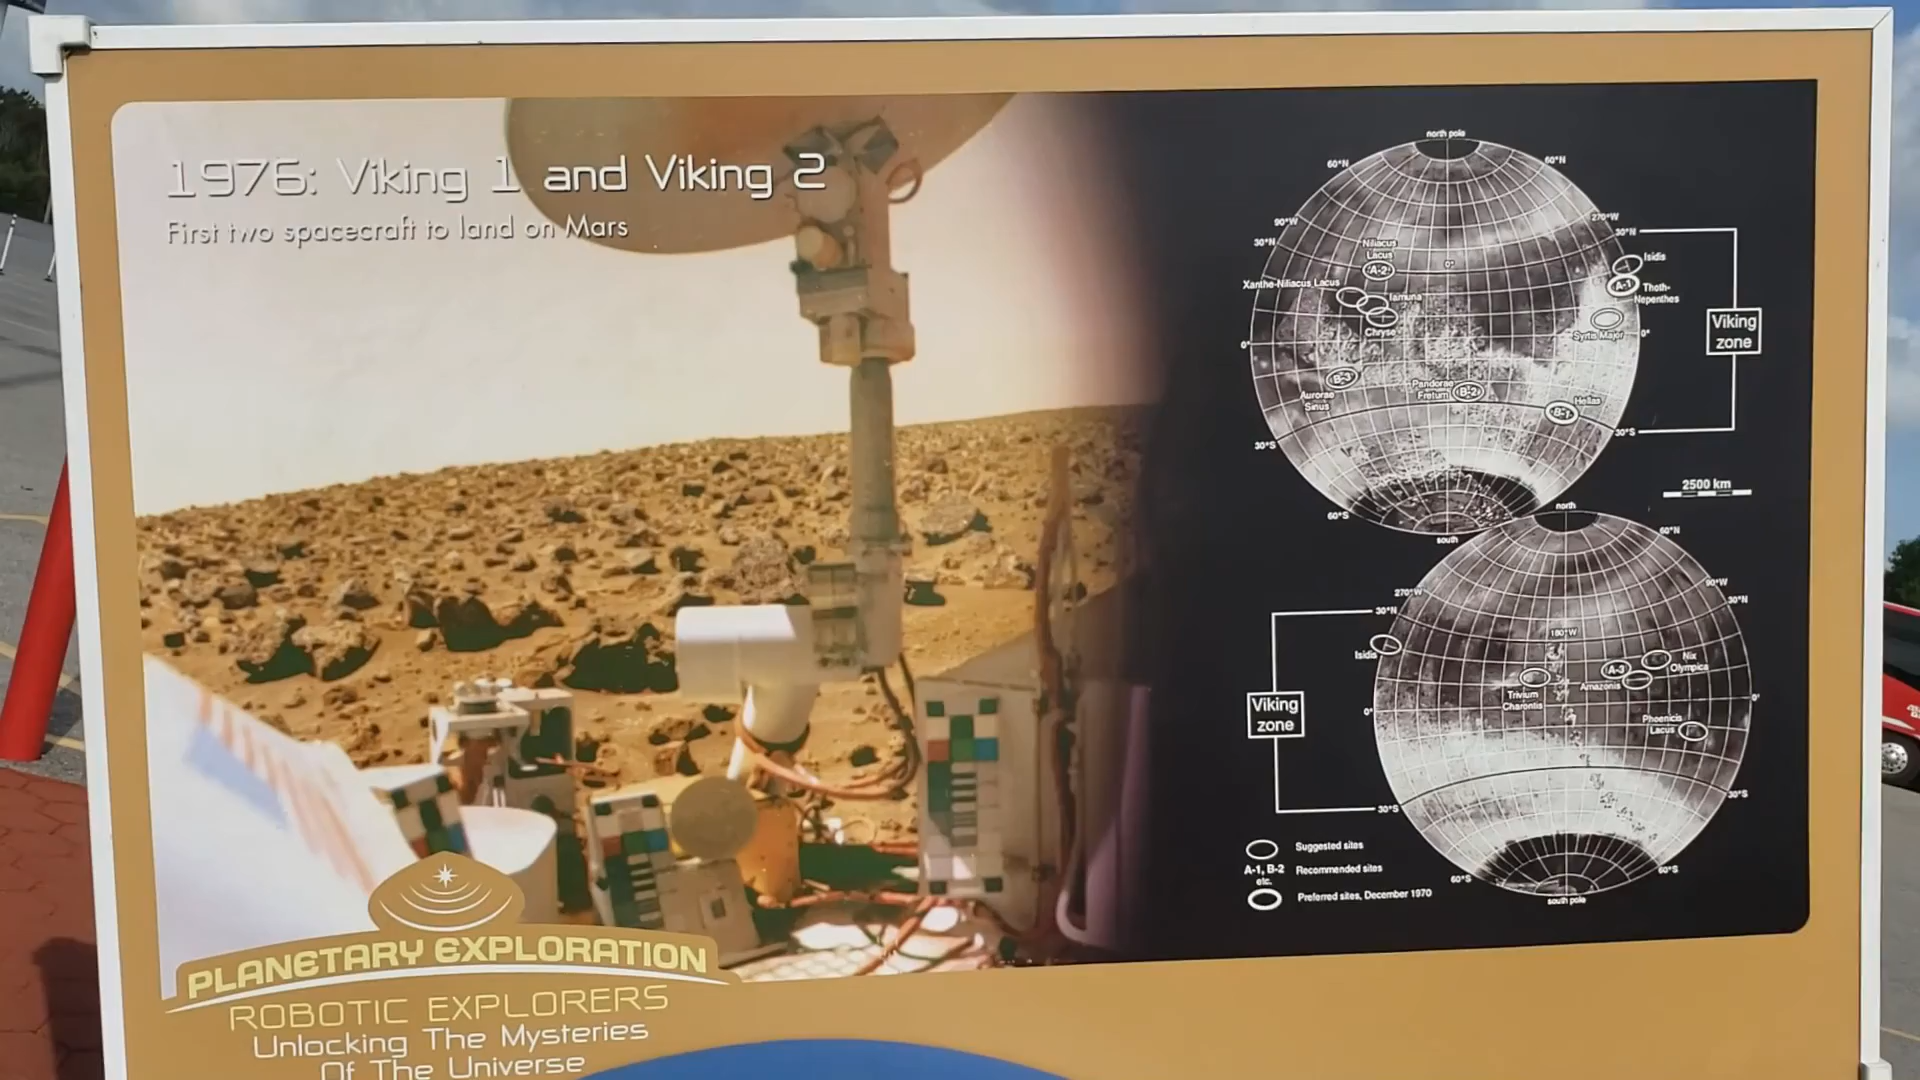 1976: Viking 1 and Viking 2
First two spacecraft to land on Mars
north pole
60°N
60°N
90°W
270°W
30°N
30°N
Niliacus
Lacus
A-2
0°
Isidis
Xanthe-Niliacus Lacus
A-1
Thoth-
Nepenthes
Iamuna
Chryse
Syrtis Major
Viking
zone
0°
0°
B-3
Aurorae
Sinus
Pandorae
Fretum
B-2
Hellas
B-1
30°S
30°S
2500 km
60°S
south
north
60°N
270°W
90°W
30°N
30°N
180°W
Isidis
A-3
Nix
Olympica
Amazonis
Trivium
Charontis
Viking
zone
0°
0°
Phoenicis
Lacus
30°S
30°S
60°S
60°S
south pole
Suggested sites
A-1, B-2
etc.
Recommended sites
Preferred sites, December 1970
PLANETARY EXPLORATION
ROBOTIC EXPLORERS
Unlocking The Mysteries
Of The Universe